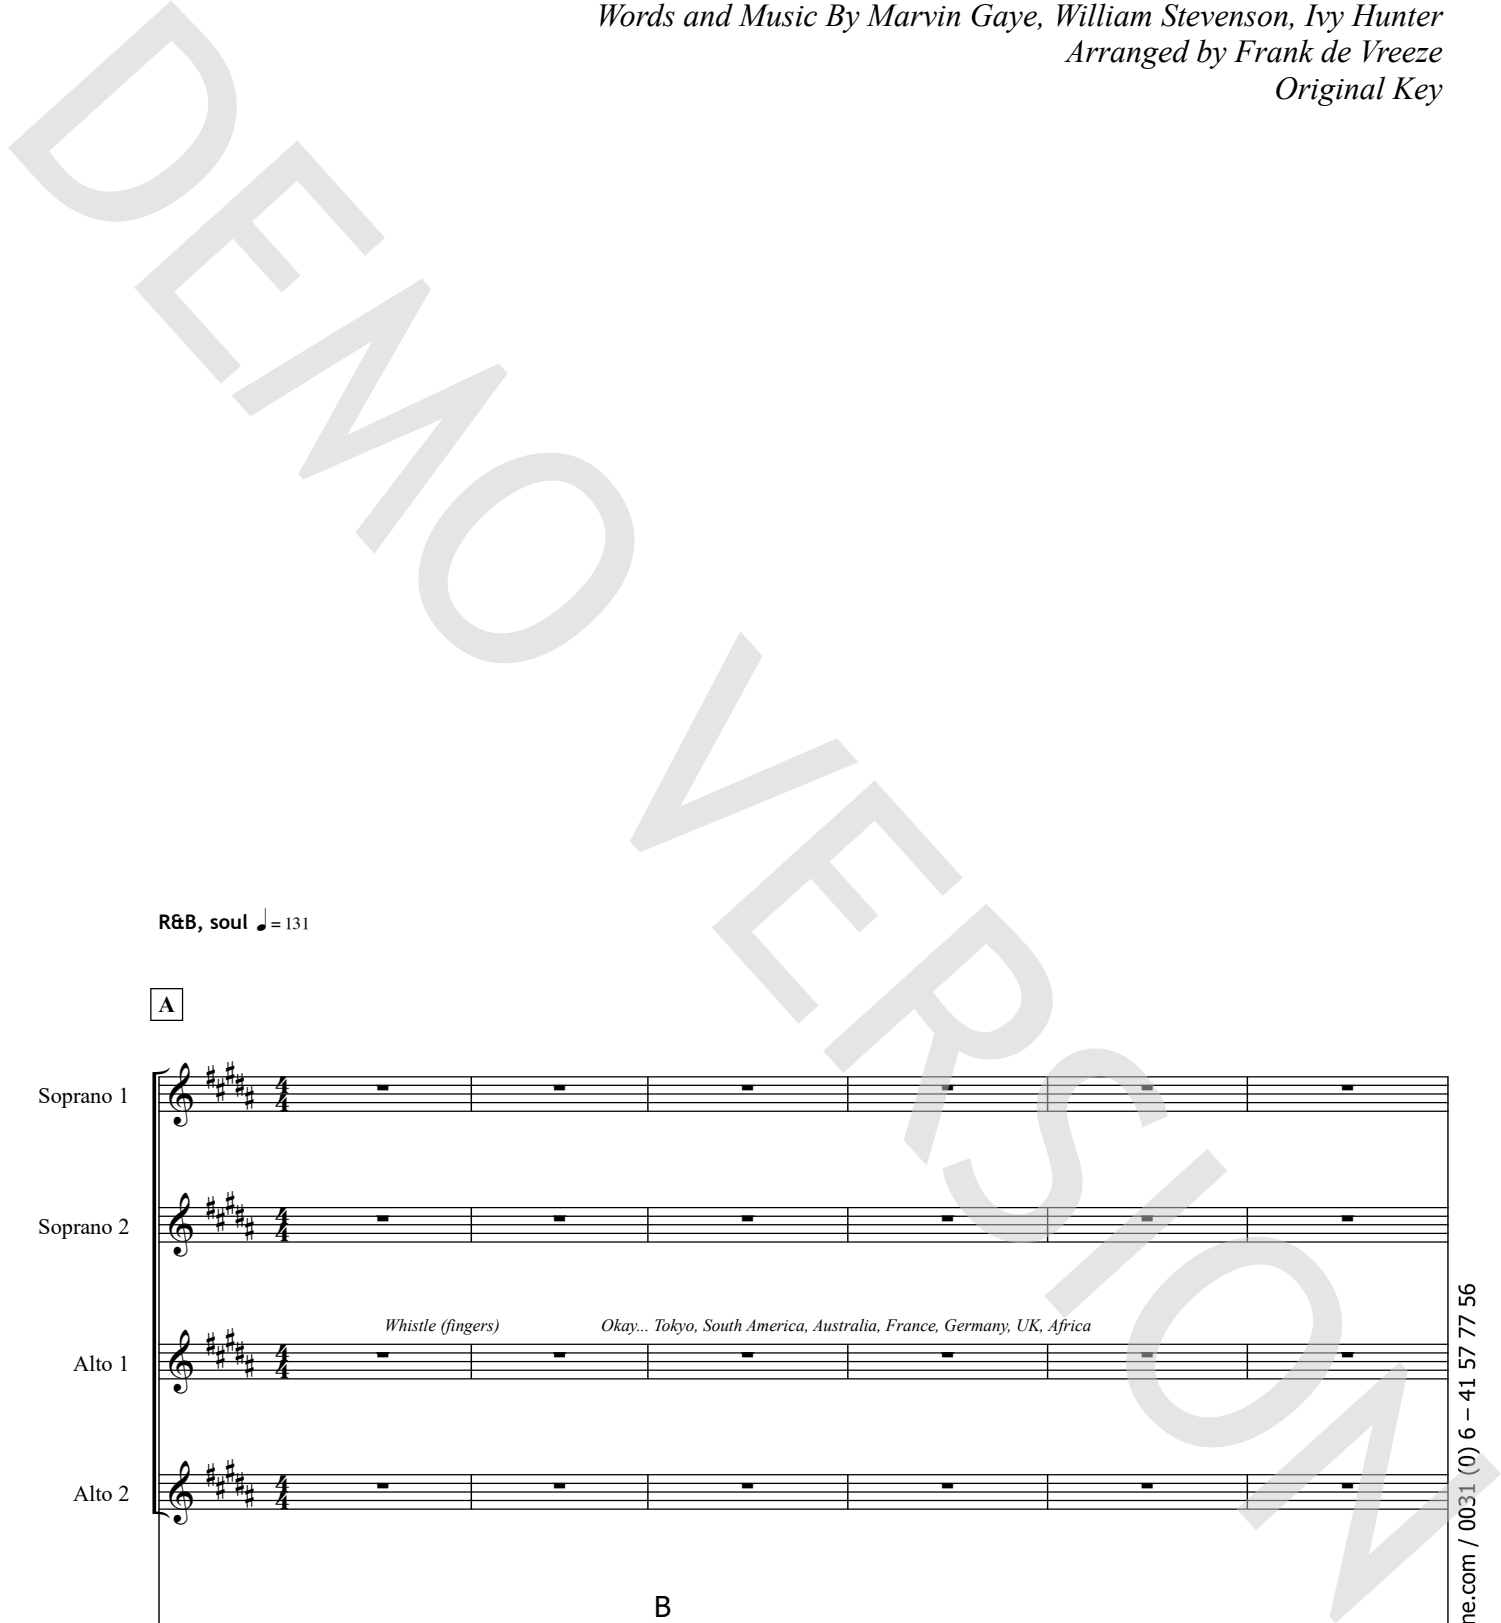 Words and Music By Marvin Gaye, William Stevenson, Ivy Hunter
Arranged by Frank de Vreeze
Original Key
DEMO VERSION
R&B, soul ♩ = 131
A
Soprano 1
Soprano 2
Whistle (fingers) Okay... Tokyo, South America, Australia, France, Germany, UK, Africa
Alto 1
Alto 2
B
ne.com / 0031 (0) 6 – 41 57 77 56